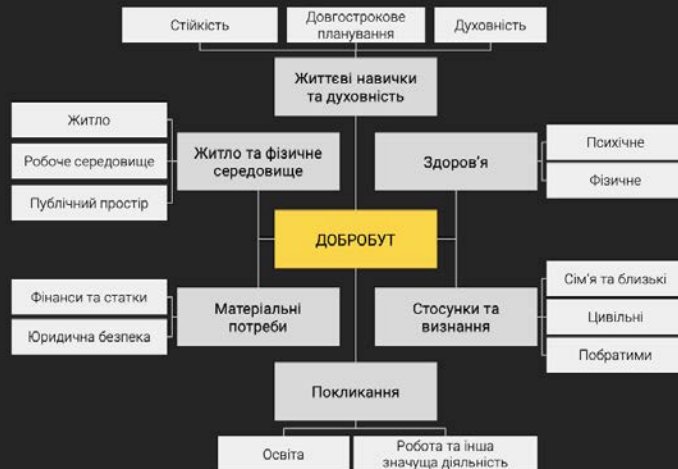 Стійкість
Довгострокове
планування
Духовність
Життєві навички
та духовність
Житло
Робоче середовище
Публічний простір
Житло та фізичне
середовище
Здоров'я
Психічне
Фізичне
ДОБРОБУТ
Фінанси та статки
Юридична безпека
Матеріальні
потреби
Стосунки та
визнання
Сім'я та близькі
Цивільні
Побратими
Покликання
Освіта
Робота та інша
значуща діяльність